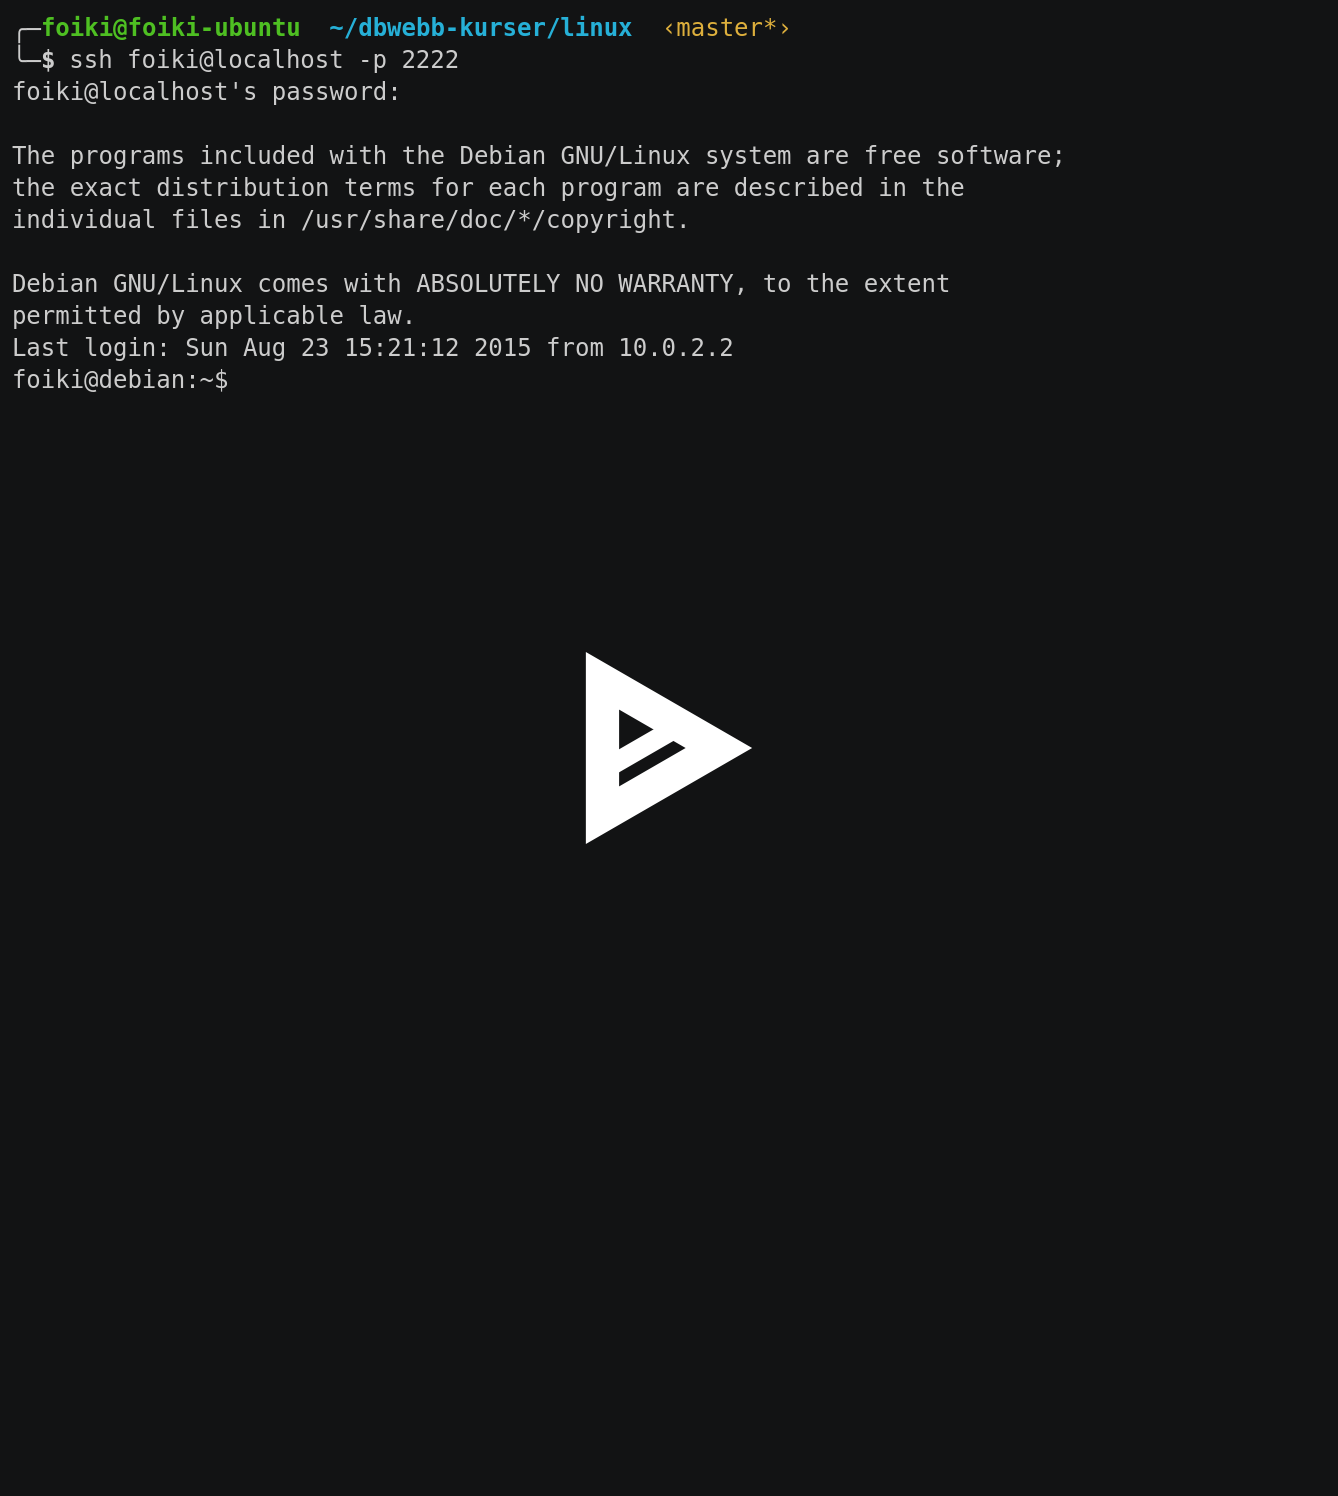 ╭─foiki@foiki-ubuntu  ~/dbwebb-kurser/linux  ‹master*›
╰─$ ssh foiki@localhost -p 2222
foiki@localhost's password:
The programs included with the Debian GNU/Linux system are free software;
the exact distribution terms for each program are described in the
individual files in /usr/share/doc/*/copyright.
Debian GNU/Linux comes with ABSOLUTELY NO WARRANTY, to the extent
permitted by applicable law.
Last login: Sun Aug 23 15:21:12 2015 from 10.0.2.2
foiki@debian:~$